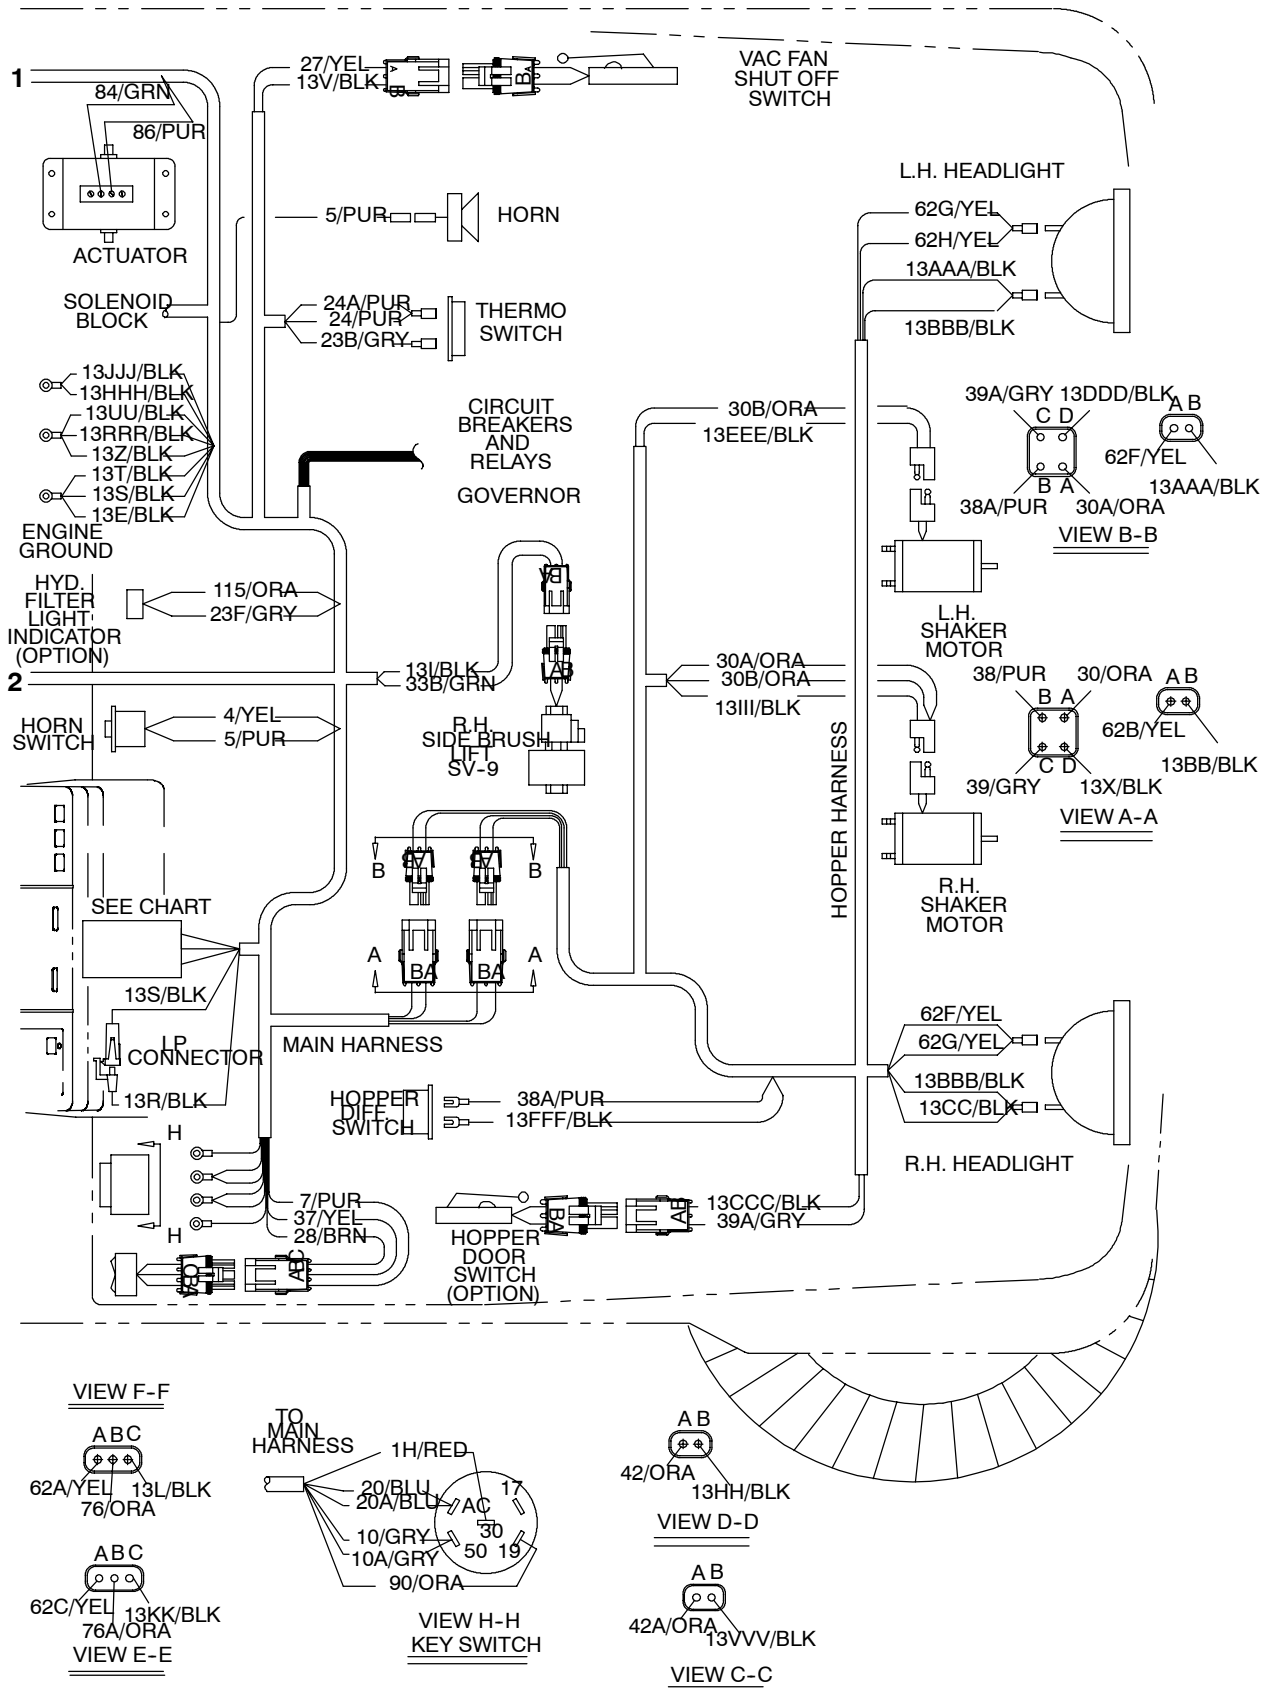 1
27/YEL
13V/BLK
A
B
B
A
VAC FAN
SHUT OFF
SWITCH
84/GRN
86/PUR
ACTUATOR
5/PUR
HORN
L.H. HEADLIGHT
62G/YEL
62H/YEL
13AAA/BLK
13BBB/BLK
SOLENOID
BLOCK
24A/PUR
24/PUR
23B/GRY
THERMO
SWITCH
13JJJ/BLK
13HHH/BLK
13UU/BLK
13RRR/BLK
13Z/BLK
13T/BLK
13S/BLK
13E/BLK
ENGINE
GROUND
CIRCUIT
BREAKERS
AND
RELAYS
GOVERNOR
30B/ORA
13EEE/BLK
39A/GRY
13DDD/BLK
C D
B A
38A/PUR
30A/ORA
A B
62F/YEL
13AAA/BLK
VIEW B-B
HYD.
FILTER
LIGHT
INDICATOR
(OPTION)
115/ORA
23F/GRY
B
A
L.H.
SHAKER
MOTOR
2
13I/BLK
33B/GRN
A
B
30A/ORA
30B/ORA
13III/BLK
38/PUR
30/ORA
B A
C D
39/GRY
13X/BLK
A B
62B/YEL
13BB/BLK
VIEW A-A
HORN
SWITCH
4/YEL
5/PUR
R.H.
SIDE BRUSH
LIFT
SV-9
HOPPER HARNESS
R.H.
SHAKER
MOTOR
B
B
A
B
A
B
B
A
A
BA
BA
A
SEE CHART
13S/BLK
LP
CONNECTOR
13R/BLK
MAIN HARNESS
62F/YEL
62G/YEL
13BBB/BLK
13CC/BLK
R.H. HEADLIGHT
HOPPER
DIFF.
SWITCH
38A/PUR
13FFF/BLK
H
H
7/PUR
37/YEL
28/BRN
C
B
A
A
B
C
B
A
A
B
13CCC/BLK
39A/GRY
HOPPER
DOOR
SWITCH
(OPTION)
VIEW F-F
A B C
62A/YEL
13L/BLK
76/ORA
A B C
62C/YEL
13KK/BLK
76A/ORA
VIEW E-E
TO
MAIN
HARNESS
1H/RED
20/BLU
20A/BLU
10/GRY
10A/GRY
90/ORA
AC
17
30
50
19
VIEW H-H
KEY SWITCH
A B
42/ORA
13HH/BLK
VIEW D-D
A B
42A/ORA
13VVV/BLK
VIEW C-C